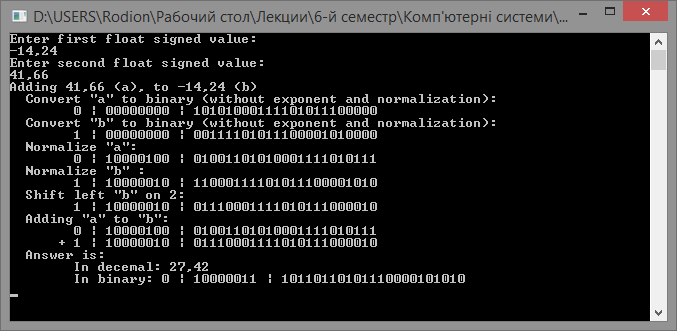 D:\USERS\Rodion\Рабочий стол\Лекции\6-й семестр\Комп'ютерні системи\...
Enter first float signed value:
-14,24
Enter second float signed value:
41,66
Adding 41,66 (a), to -14,24 (b)
Convert "a" to binary (without exponent and normalization):
0 | 00000000 | 10101000111101011100000
Convert "b" to binary (without exponent and normalization):
1 | 00000000 | 00111101011100001010000
Normalize "a":
0 | 10000100 | 01001101010001111010111
Normalize "b" :
1 | 10000010 | 11000111101011100001010
Shift left "b" on 2:
1 | 10000010 | 01110001111010111000010
Adding "a" to "b":
0 | 10000100 | 01001101010001111010111
+ 1 | 10000010 | 01110001111010111000010
Answer is:
In decemal: 27,42
In binary: 0 | 10000011 | 10110110101110000101010